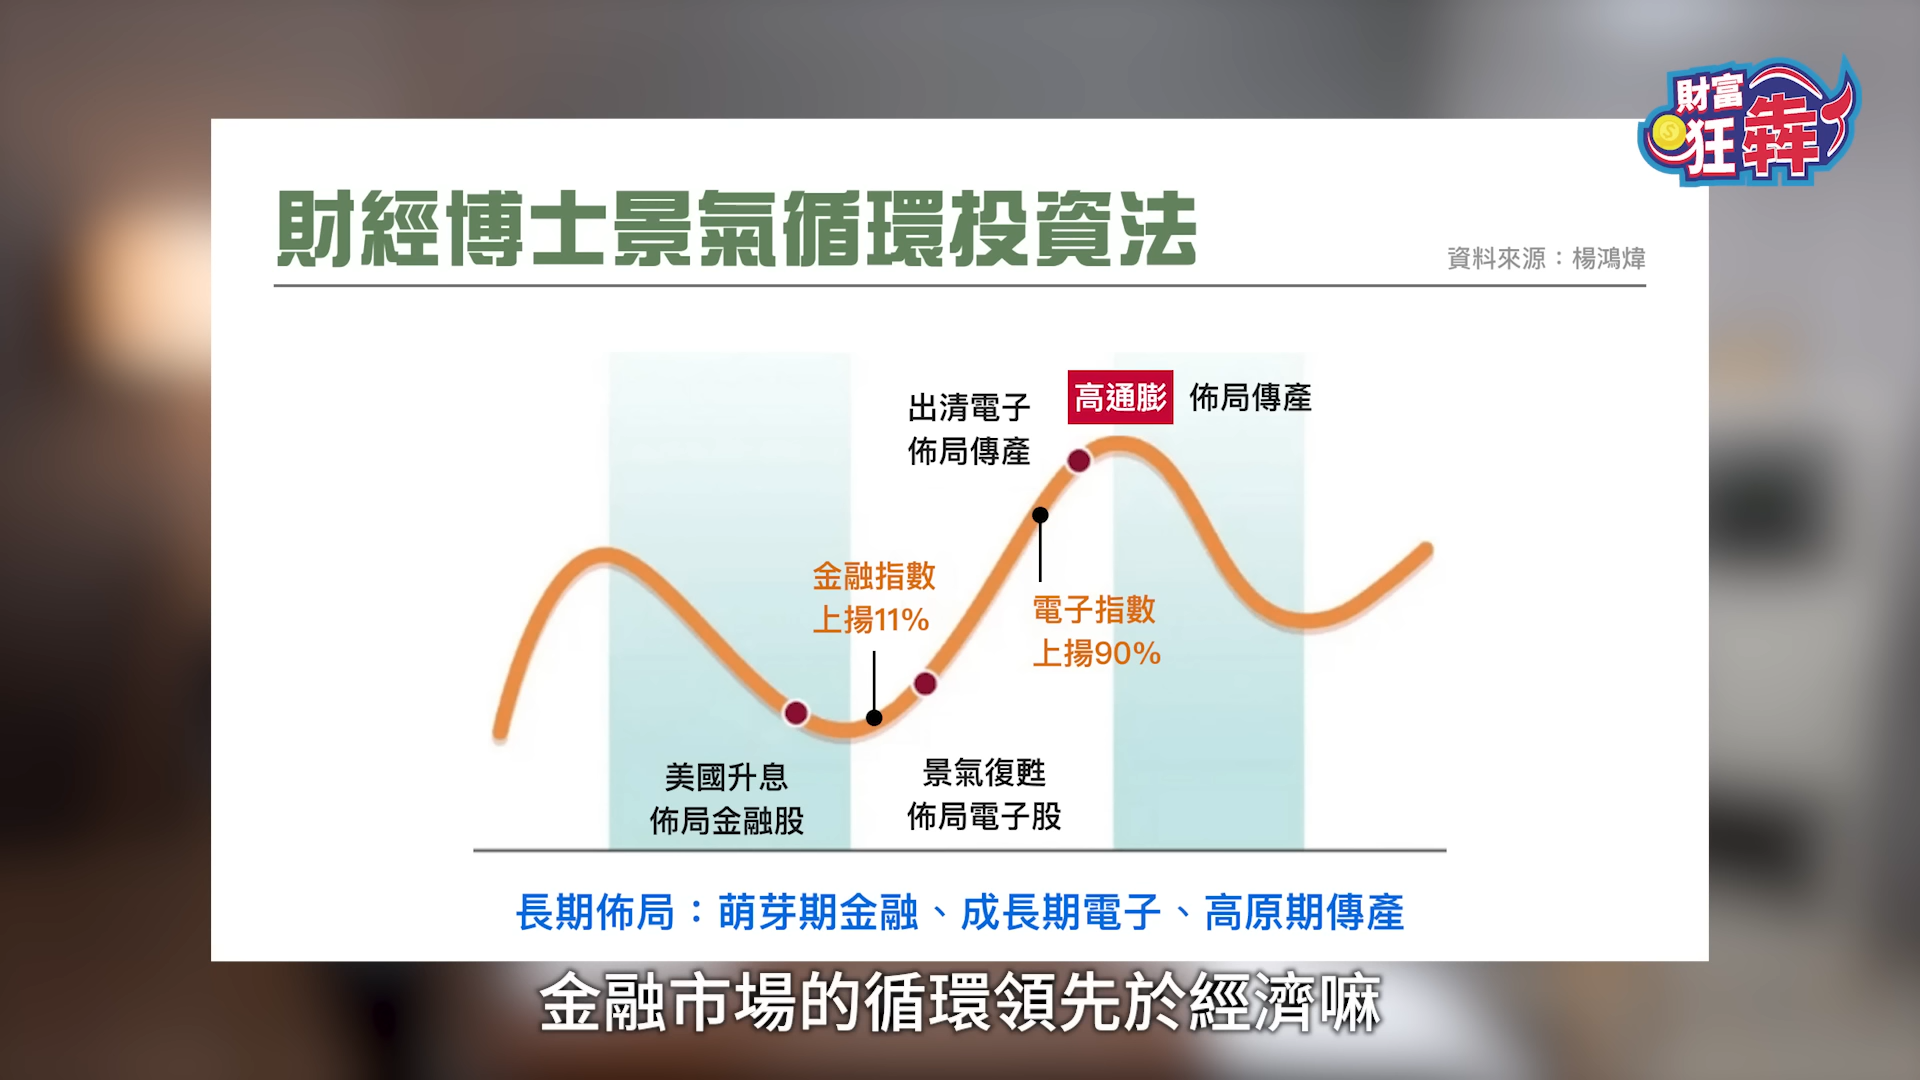 財富
狂犇
財經博士景氣循環投資法
資料來源：楊鴻煒
出清電子
佈局傳產
高通膨 佈局傳產
金融指數
上揚11%
電子指數
上揚90%
美國升息
佈局金融股
景氣復甦
佈局電子股
長期佈局：萌芽期金融、成長期電子、高原期傳產
金融市場的循環領先於經濟嘛